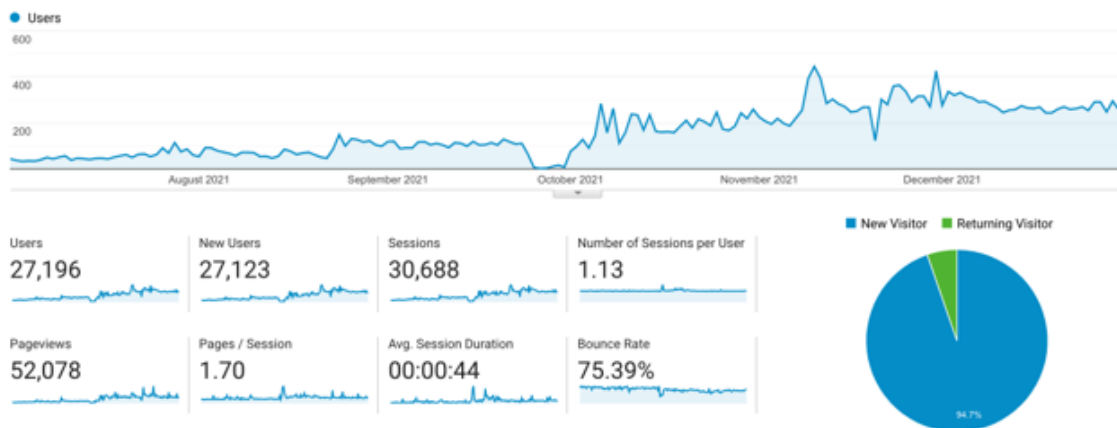 Users
600
400
200
August 2021 September 2021 October 2021 November 2021 December 2021
New Visitor Returning Visitor
Users New Users Sessions Number of Sessions per User
27,196 27,123 30,688 1.13
Pageviews Pages / Session Avg. Session Duration Bounce Rate
52,078 1.70 00:00:44 75.39%
94.7%